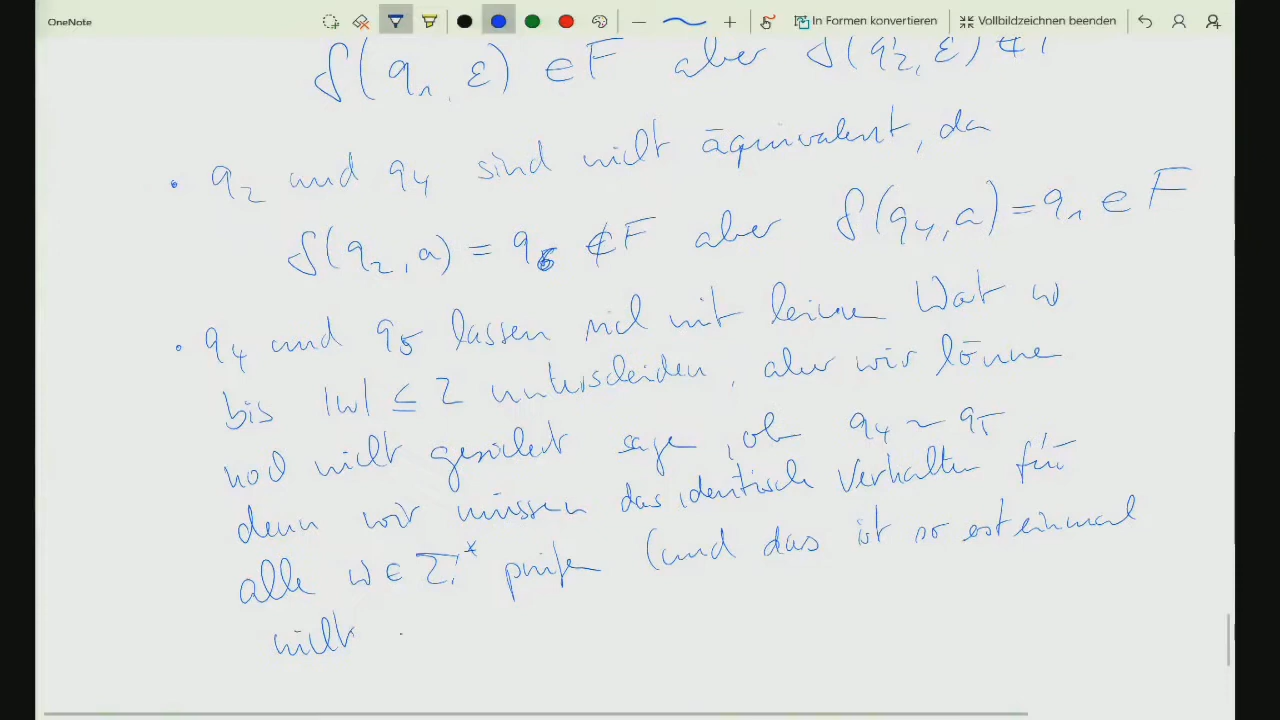 OneNote
In Formen konvertieren
Vollbildzeichnen beenden
δ(q₁, ε) ∈ F aber δ(q₂, ε) ∉ F
• q₂ und q₄ sind nicht äquivalent, da
δ(q₂, a) = q₅ ∉ F aber δ(q₄, a) = q₁ ∈ F
• q₄ und q₅ lassen sich mit keinem Wort w
bis |w| ≤ 2 unterscheiden, aber wir können
noch nicht gesichert sagen, ob q₄ ~ q₅
denn wir müssen das identisch Verhalten für
alle w ∈ Σ* prüfen (und das ist so erst einmal
nicht